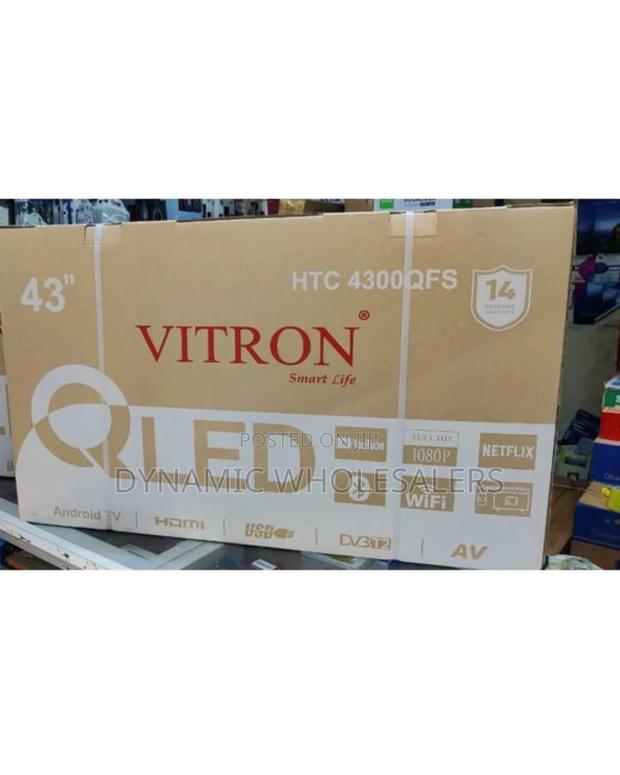 43"
HTC 4300QFS
14
VITRON®
Smart Life
QLED
POSTED ON JIJI
DYNAMIC WHOLESALERS
FULL HD
1080P
NETFLIX
WiFi
Android TV
HDMI
USB
DVB T2
AV